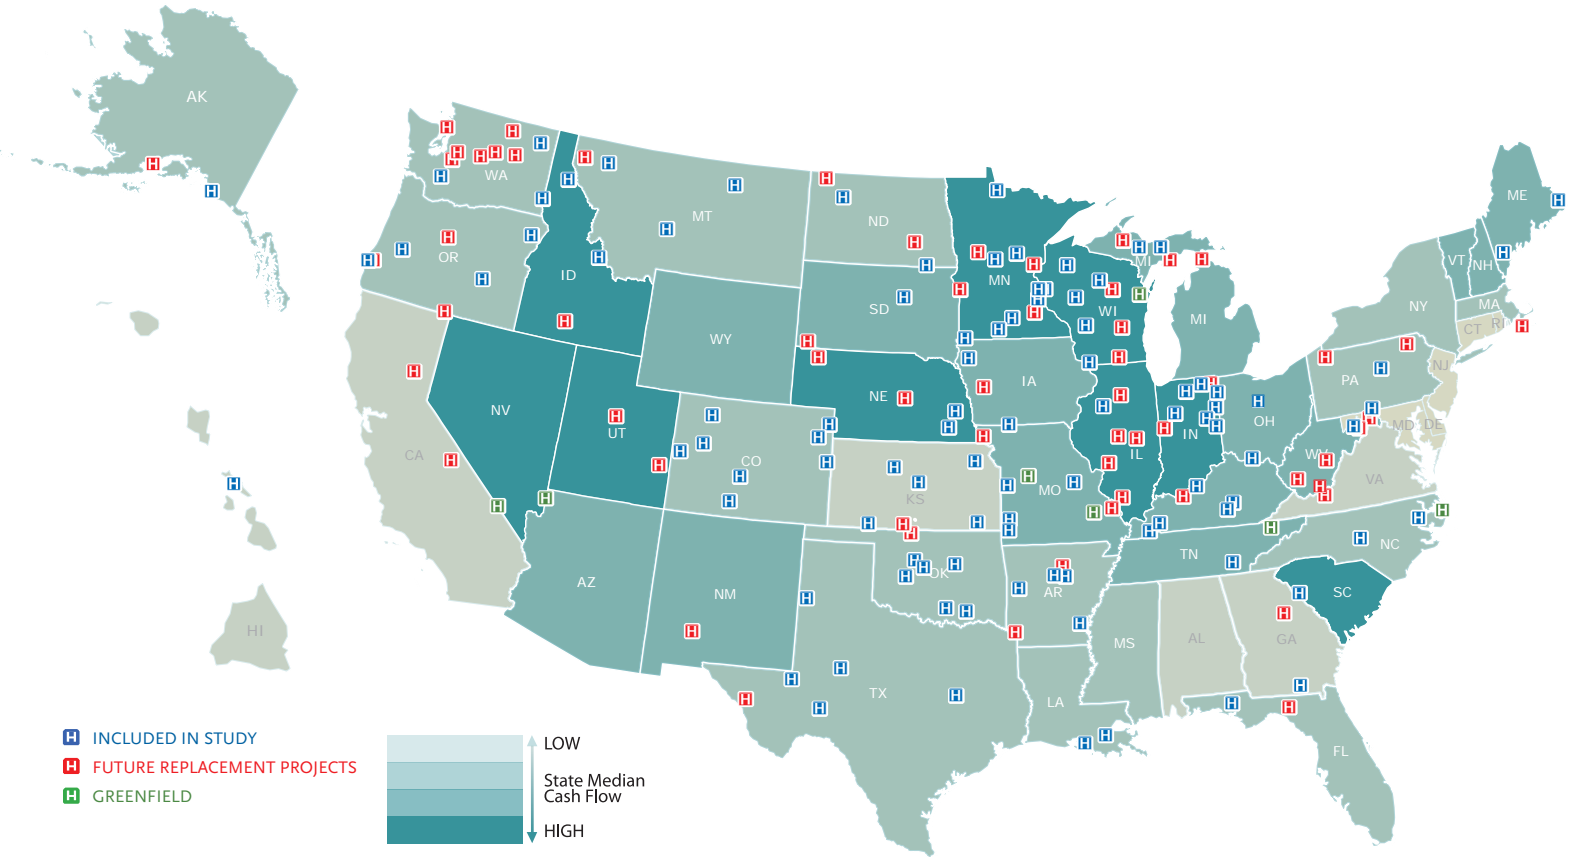 AK
WA
ME
MT
ND
OR
VT
NH
MI
ID
MN
MA
NY
SD
WI
MI
CT
RI
WY
NJ
IA
PA
NE
NV
OH
MD
DE
UT
IN
CA
IL
WV
CO
VA
MO
KS
NC
TN
OK
AZ
AR
NM
SC
HI
AL
GA
MS
TX
LA
FL
H INCLUDED IN STUDY
H FUTURE REPLACEMENT PROJECTS
H GREENFIELD
LOW
State Median
Cash Flow
HIGH